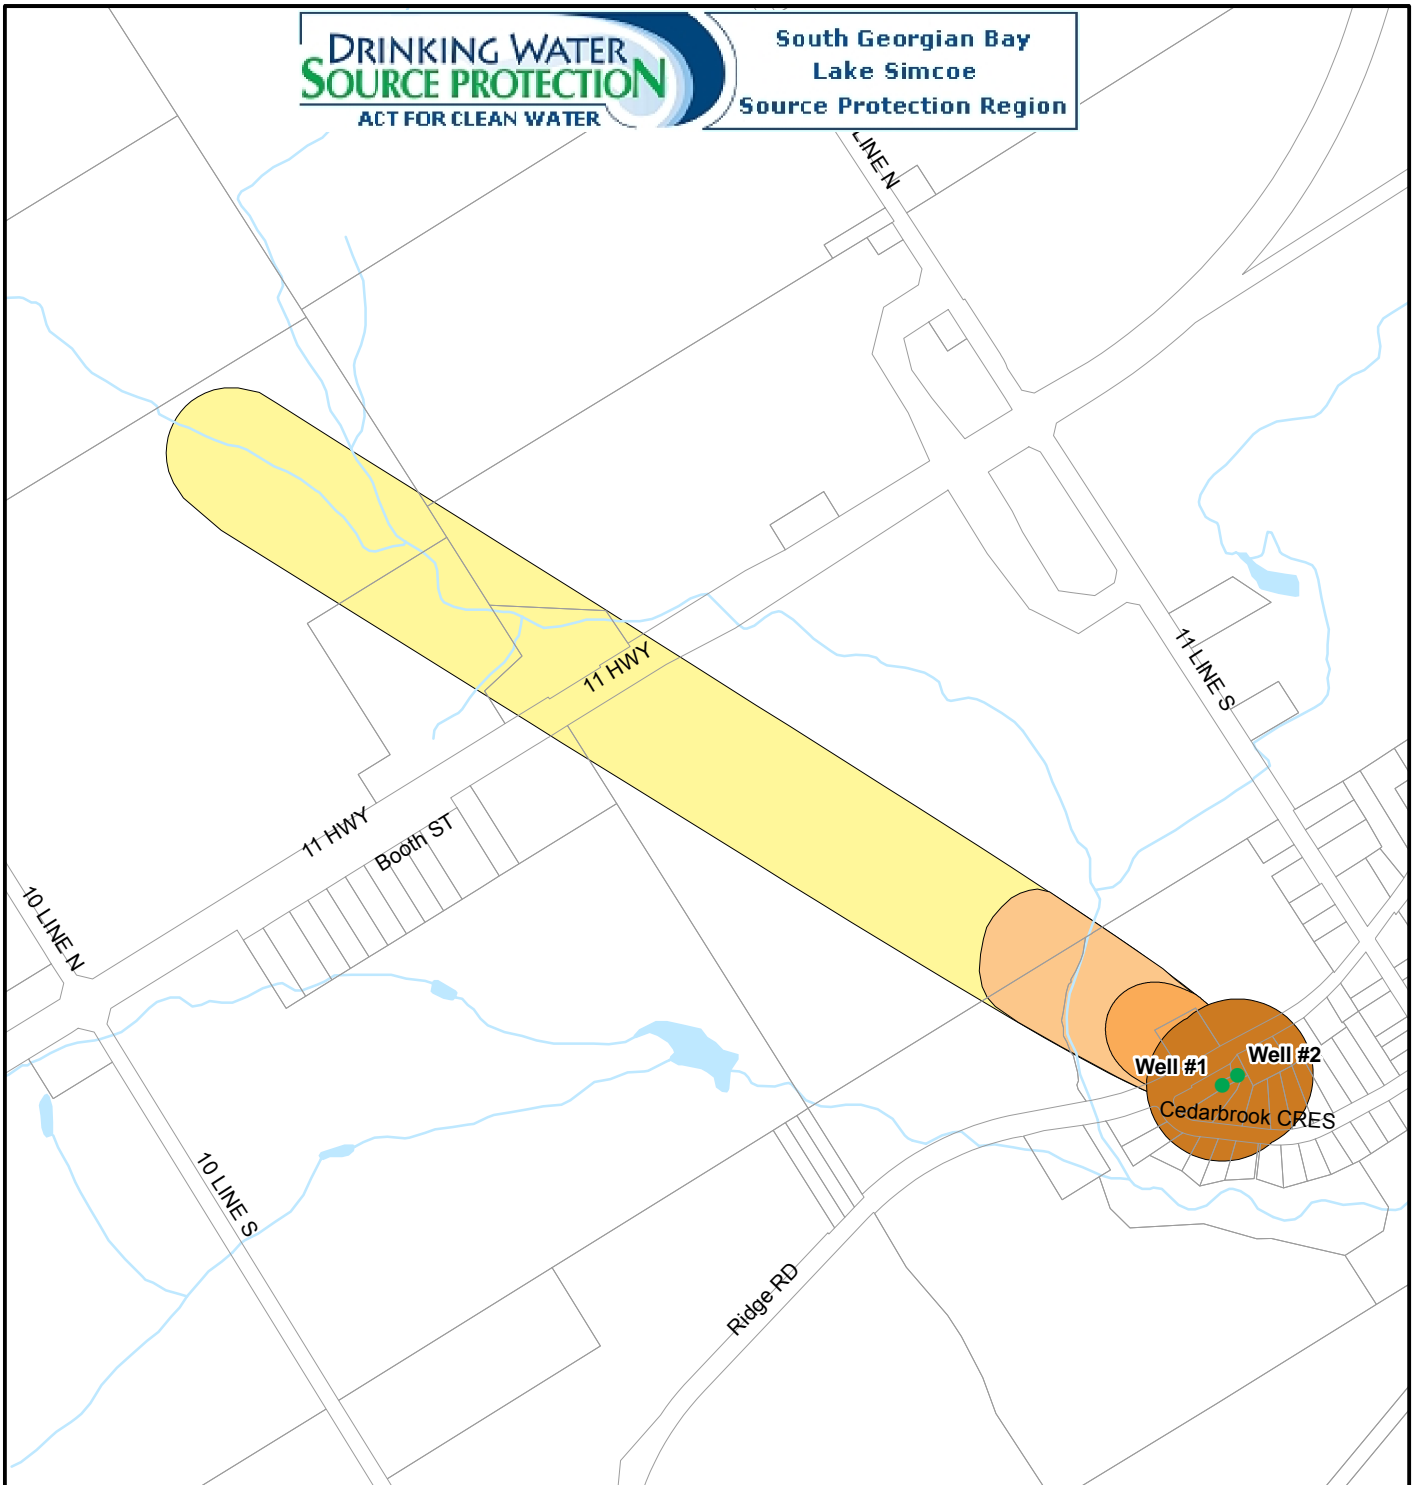 DRINKING WATER
SOURCE PROTECTION
ACT FOR CLEAN WATER
South Georgian Bay
Lake Simcoe
Source Protection Region
LINE N
11 HWY
11 LINE S
11 HWY
Booth ST
10 LINE N
Well #1
Well #2
Cedarbrook CRES
10 LINE S
Ridge RD